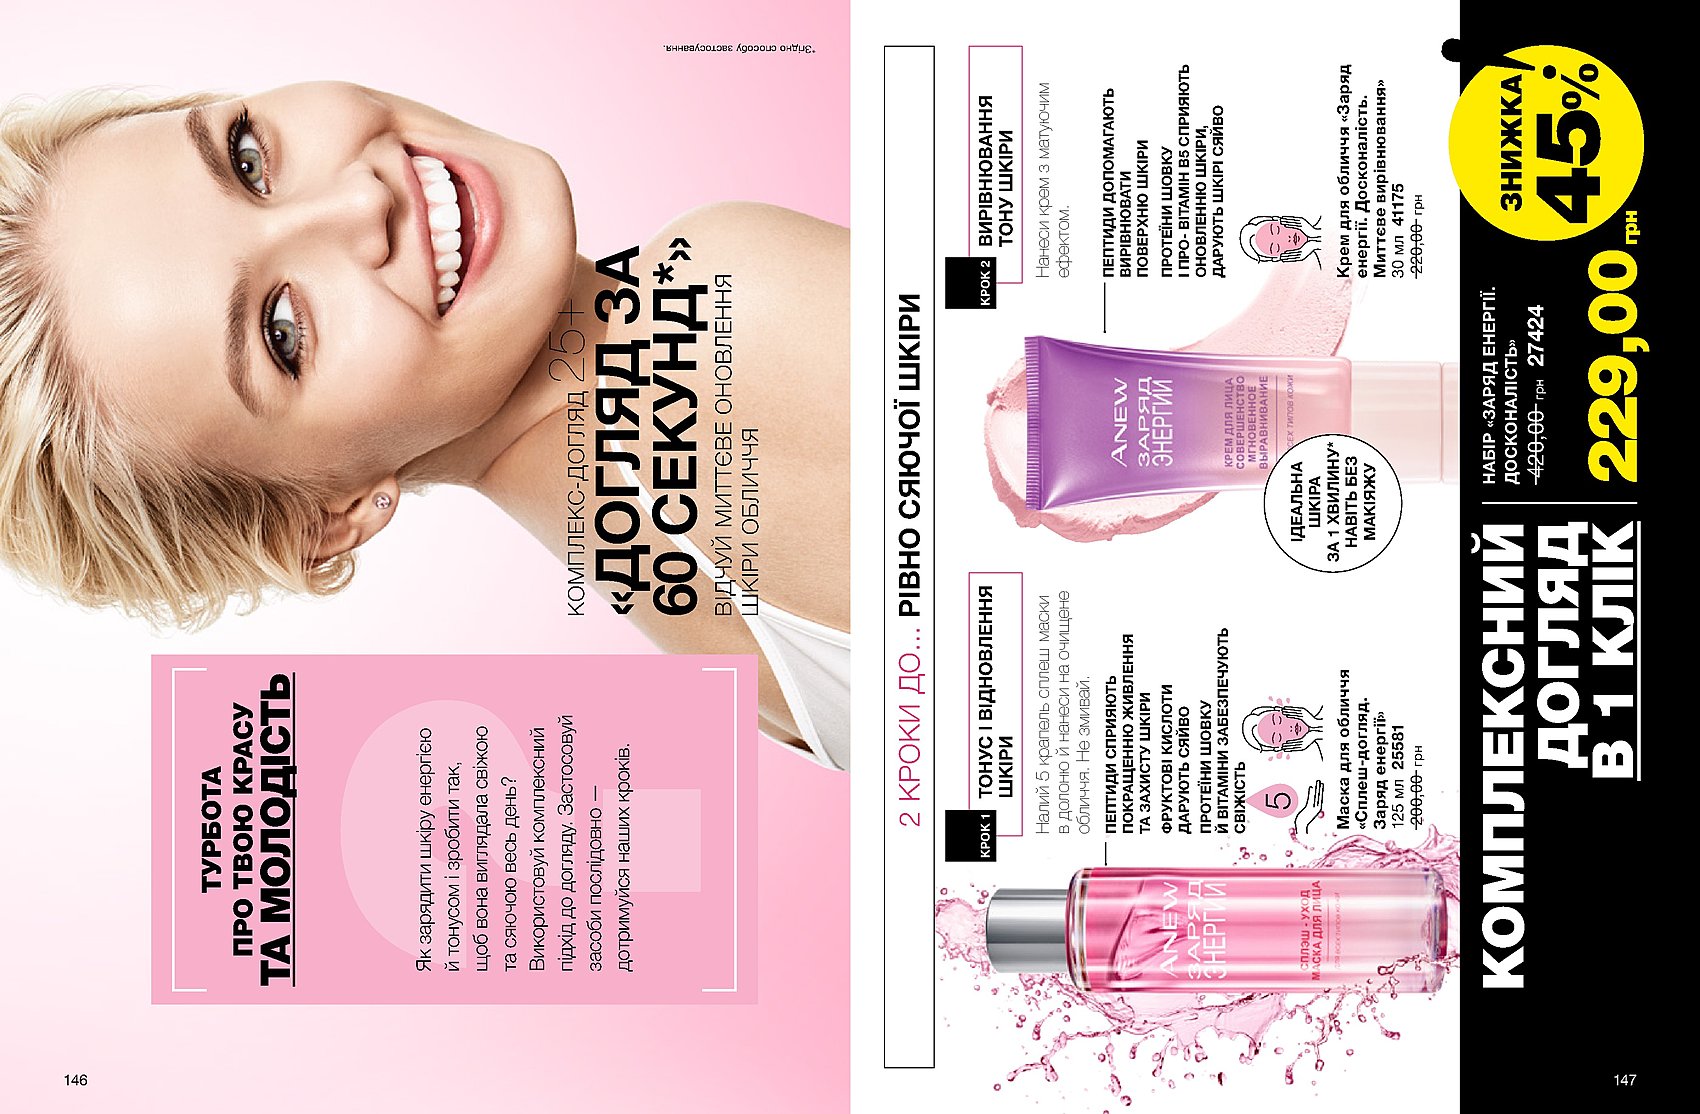 *Згідно способу застосування.
КОМПЛЕКС-ДОГЛЯД 25+
«ДОГЛЯД ЗА
60 СЕКУНД*»
ВІДЧУЙ МИТТЄВЕ ОНОВЛЕННЯ
ШКІРИ ОБЛИЧЧЯ
ТУРБОТА
ПРО ТВОЮ КРАСУ
ТА МОЛОДІСТЬ
Як зарядити шкіру енергією
й тонусом і зробити так,
щоб вона виглядала свіжою
та сяючою весь день?
Використовуй комплексний
підхід до догляду. Застосовуй
засоби послідовно —
дотримуйся наших кроків.
146
2 КРОКИ ДО... РІВНО СЯЮЧОЇ ШКІРИ
КРОК 1
ТОНУС І ВІДНОВЛЕННЯ
ШКІРИ
Налий 5 крапель сплеш маски
в долоню й нанеси на очищене
обличчя. Не змивай.
ПЕПТИДИ СПРИЯЮТЬ
ПОКРАЩЕННЮ ЖИВЛЕННЯ
ТА ЗАХИСТУ ШКІРИ
ФРУКТОВІ КИСЛОТИ
ДАРУЮТЬ СЯЙВО
ПРОТЕЇНИ ШОВКУ
Й ВІТАМІНИ ЗАБЕЗПЕЧУЮТЬ
СВІЖІСТЬ
5
Маска для обличчя
«Сплеш-догляд.
Заряд енергії»
125 мл 25581
200,00 грн
ANEW
ЗАРЯД
ЭНЕРГИИ
СПЛЭШ - УХОД
МАСКА ДЛЯ ЛИЦА
ДЛЯ ВСЕХ ТИПОВ КОЖИ
КРОК 2
ВИРІВНЮВАННЯ
ТОНУ ШКІРИ
Нанеси крем з матуючим
ефектом.
ПЕПТИДИ ДОПОМАГАЮТЬ
ВИРІВНЮВАТИ
ПОВЕРХНЮ ШКІРИ
ПРОТЕЇНИ ШОВКУ
І ПРО- ВІТАМІН В5 СПРИЯЮТЬ
ОНОВЛЕННЮ ШКІРИ,
ДАРУЮТЬ ШКІРІ СЯЙВО
Крем для обличчя «Заряд
енергії. Досконалість.
Миттєве вирівнювання»
30 мл 41175
220,00 грн
ANEW
ЗАРЯД
ЭНЕРГИИ
КРЕМ ДЛЯ ЛИЦА
СОВЕРШЕНСТВО
МГНОВЕННОЕ
ВЫРАВНИВАНИЕ
ВСЕХ ТИПОВ КОЖИ
ІДЕАЛЬНА
ШКІРА
ЗА 1 ХВИЛИНУ*
НАВІТЬ БЕЗ
МАКІЯЖУ
КОМПЛЕКСНИЙ
ДОГЛЯД
В 1 КЛІК
НАБІР «ЗАРЯД ЕНЕРГІЇ.
ДОСКОНАЛІСТЬ»
420,00 грн 27424
229,00 грн
ЗНИЖКА
45%
147